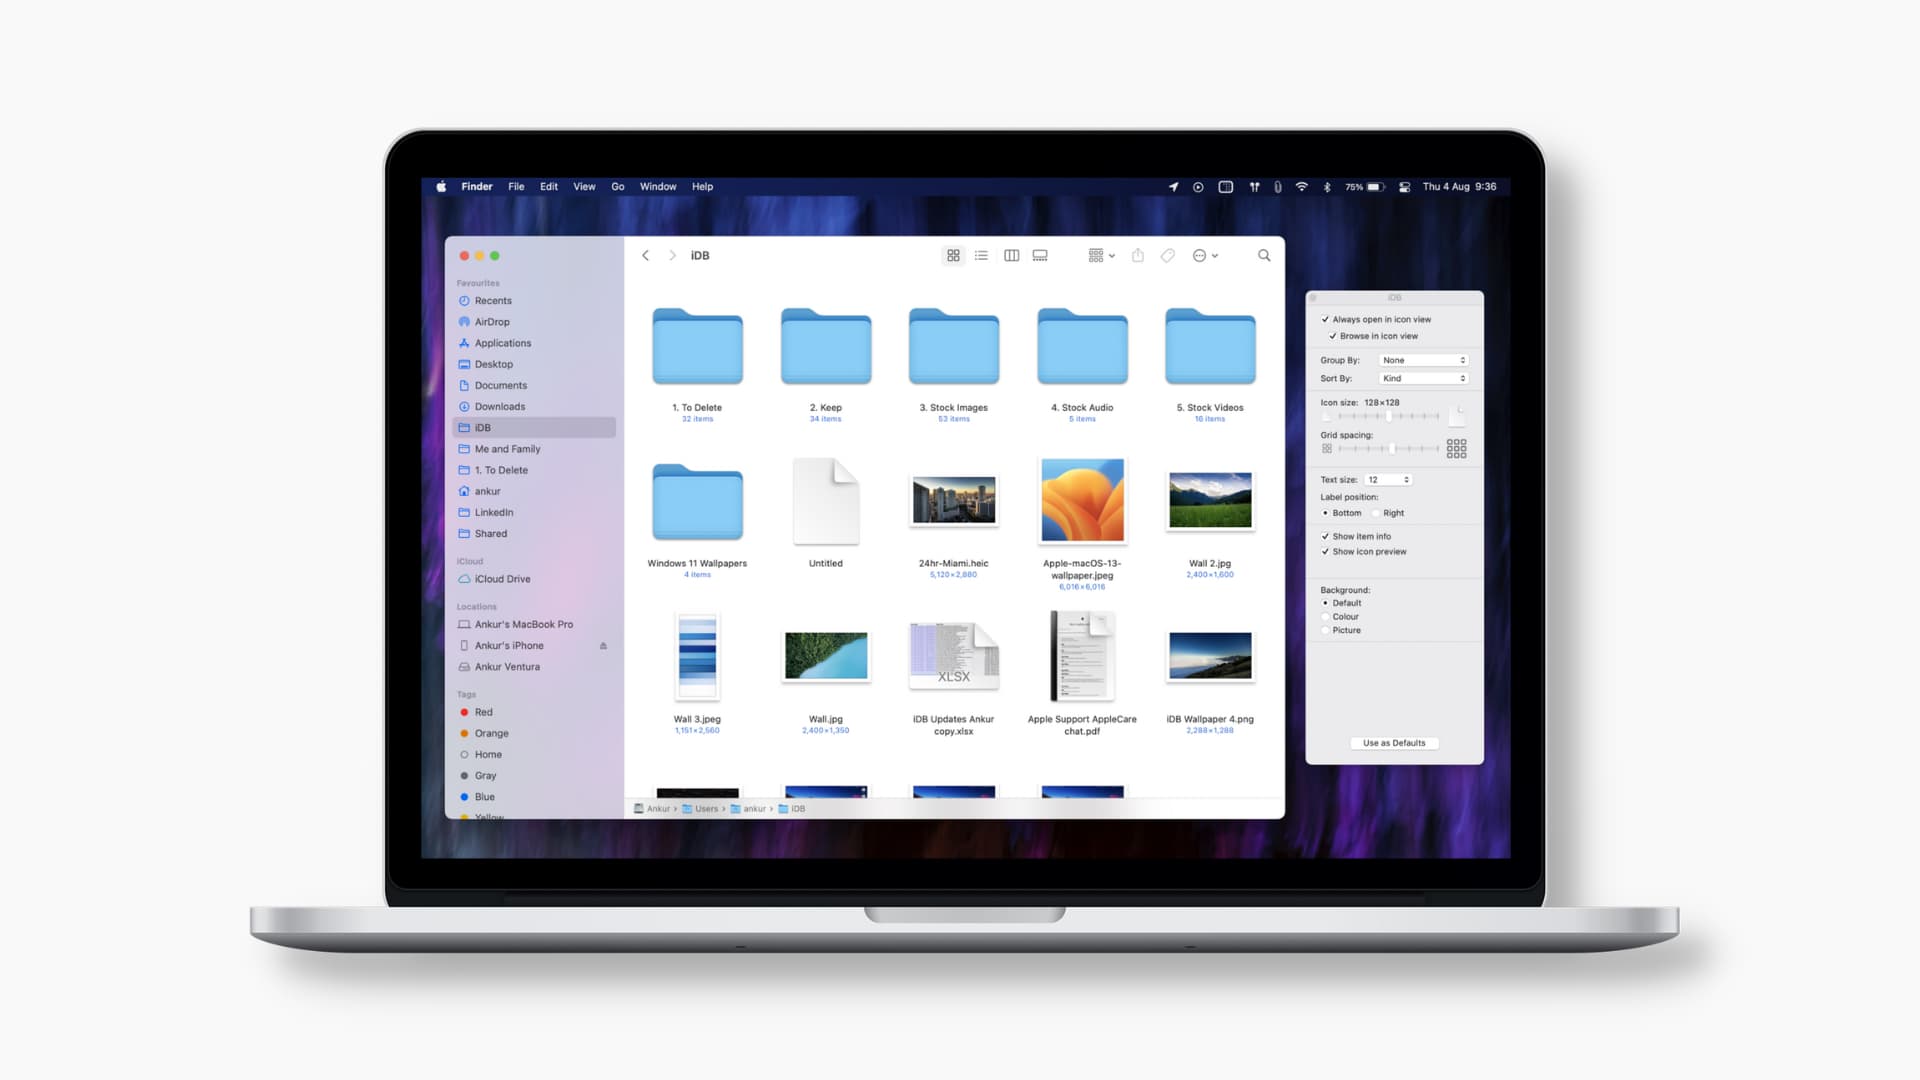 Finder File Edit View Go Window Help
75% Thu 4 Aug 9:36
iDB
Favourites
Recents
AirDrop
Applications
Desktop
Documents
Downloads
iDB
Me and Family
1. To Delete
ankur
LinkedIn
Shared
iCloud
iCloud Drive
Locations
Ankur's MacBook Pro
Ankur's iPhone
Ankur Ventura
Tags
Red
Orange
Home
Gray
Blue
Yellow
1. To Delete
32 items
2. Keep
34 items
3. Stock Images
53 items
4. Stock Audio
5 items
5. Stock Videos
16 items
Windows 11 Wallpapers
4 items
Untitled
24hr-Miami.heic
5,120×2,880
Apple-macOS-13-
wallpaper.jpeg
6,016×6,016
Wall 2.jpg
2,400×1,600
Wall 3.jpeg
1,151×2,560
Wall.jpg
2,400×1,350
XLSX
iDB Updates Ankur
copy.xlsx
Apple Support AppleCare
chat.pdf
iDB Wallpaper 4.png
2,288×1,288
Ankur › Users › ankur › iDB
iDB
Always open in icon view
Browse in icon view
Group By: None
Sort By: Kind
Icon size: 128×128
Grid spacing:
Text size: 12
Label position:
Bottom Right
Show item info
Show icon preview
Background:
Default
Colour
Picture
Use as Defaults